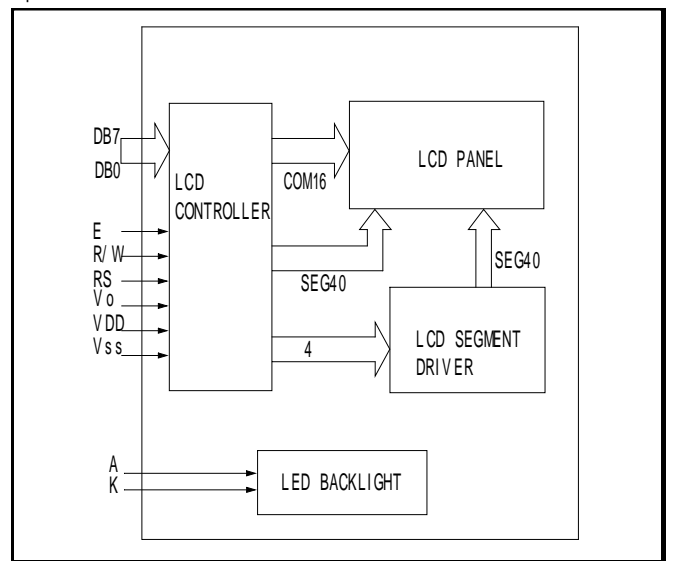 DB7
DB0
LCD
CONTROLLER
COM16
LCD PANEL
E
R/W
RS
Vo
VDD
Vss
SEG40
SEG40
4
LCD SEGMENT
DRIVER
A
K
LED BACKLIGHT